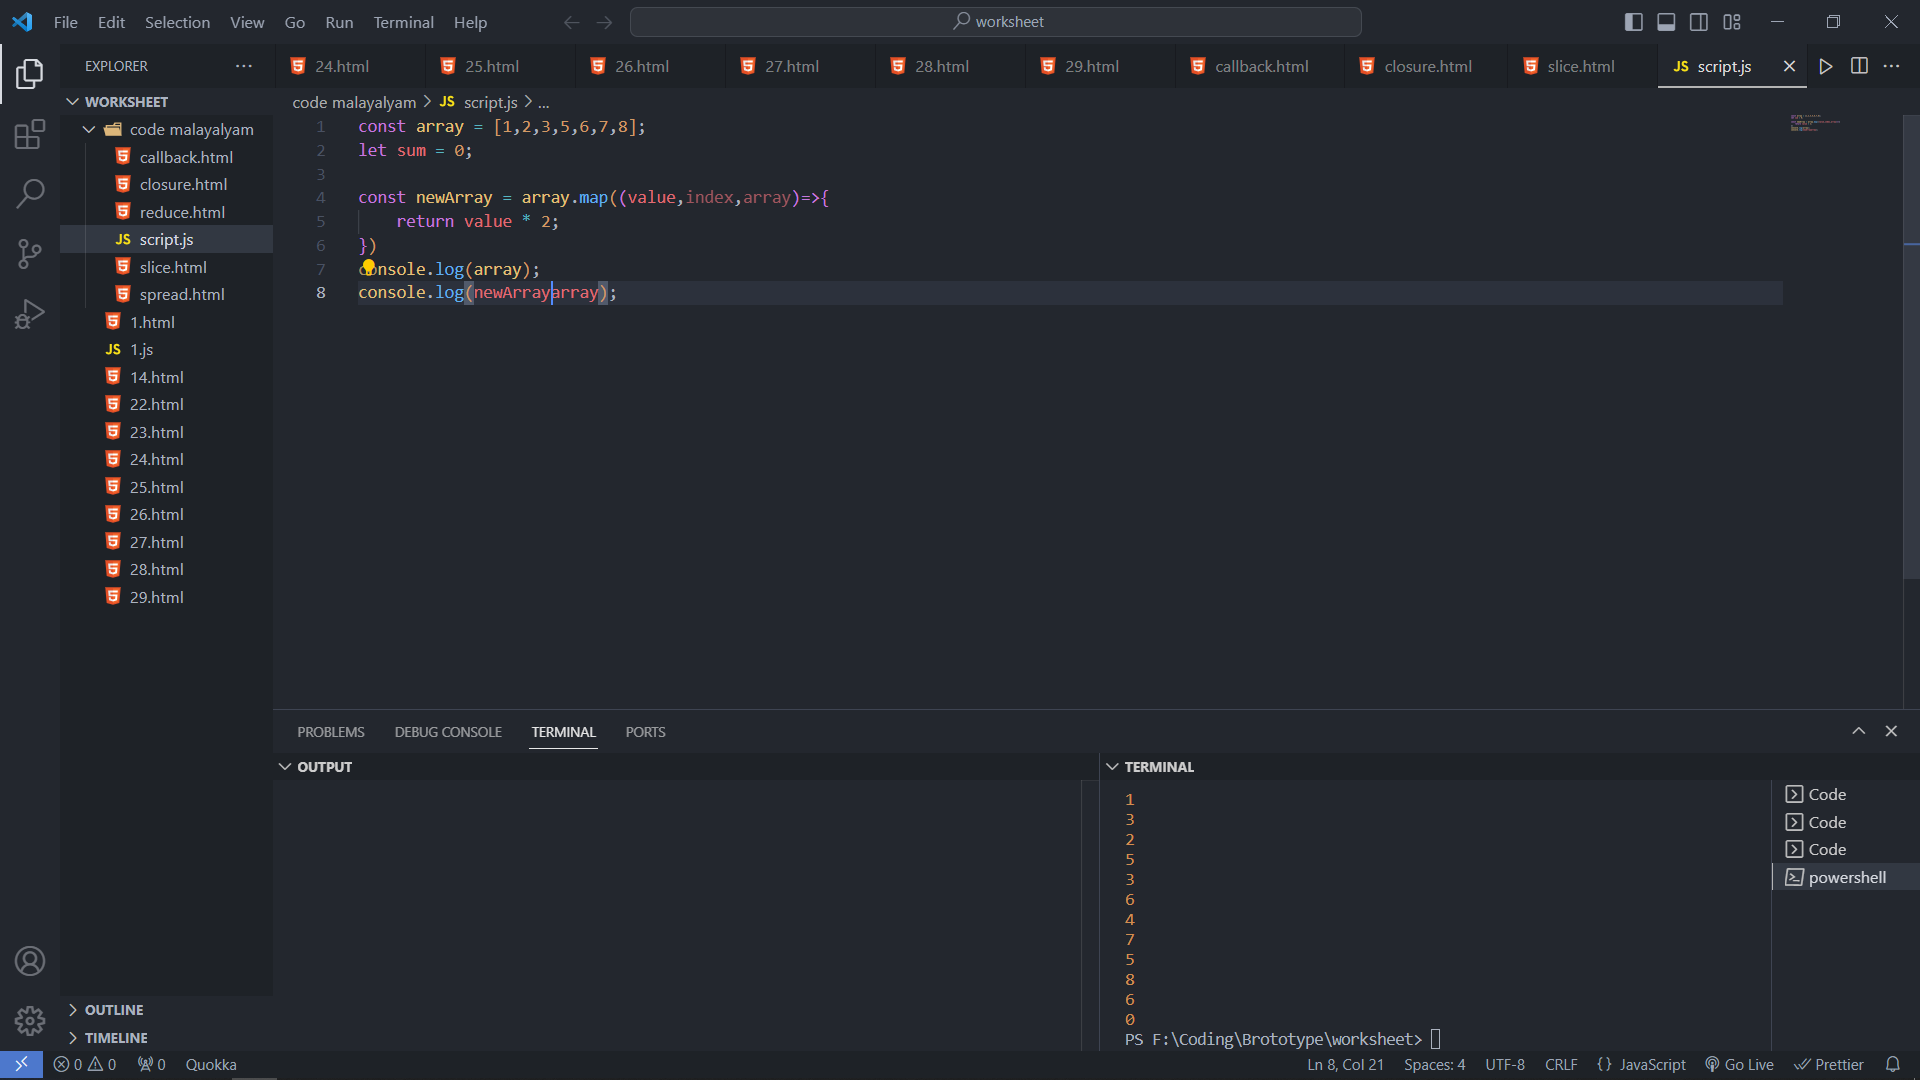 File Edit Selection View Go Run Terminal Help
worksheet
EXPLORER
24.html 25.html 26.html 27.html 28.html 29.html callback.html closure.html slice.html JS script.js
WORKSHEET
code malayalyam
callback.html
closure.html
reduce.html
JS script.js
slice.html
spread.html
1.html
JS 1.js
14.html
22.html
23.html
24.html
25.html
26.html
27.html
28.html
29.html
OUTLINE
TIMELINE
code malayalyam > JS script.js > ...
1 const array = [1,2,3,5,6,7,8];
2 let sum = 0;
3
4 const newArray = array.map((value,index,array)=>{
5 return value * 2;
6 })
7 console.log(array);
8 console.log(newArrayarray);
PROBLEMS DEBUG CONSOLE TERMINAL PORTS
OUTPUT
TERMINAL
1
3
2
5
3
6
4
7
5
8
6
0
PS F:\Coding\Brototype\worksheet>
Code
Code
Code
powershell
0 0 0 Quokka
Ln 8, Col 21 Spaces: 4 UTF-8 CRLF {} JavaScript Go Live Prettier